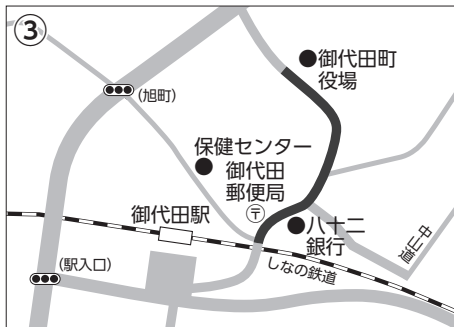 ③
御代田町
役場
(旭町)
保健センター
御代田
郵便局
〒
御代田駅
八十二
銀行
中山道
(駅入口)
しなの鉄道